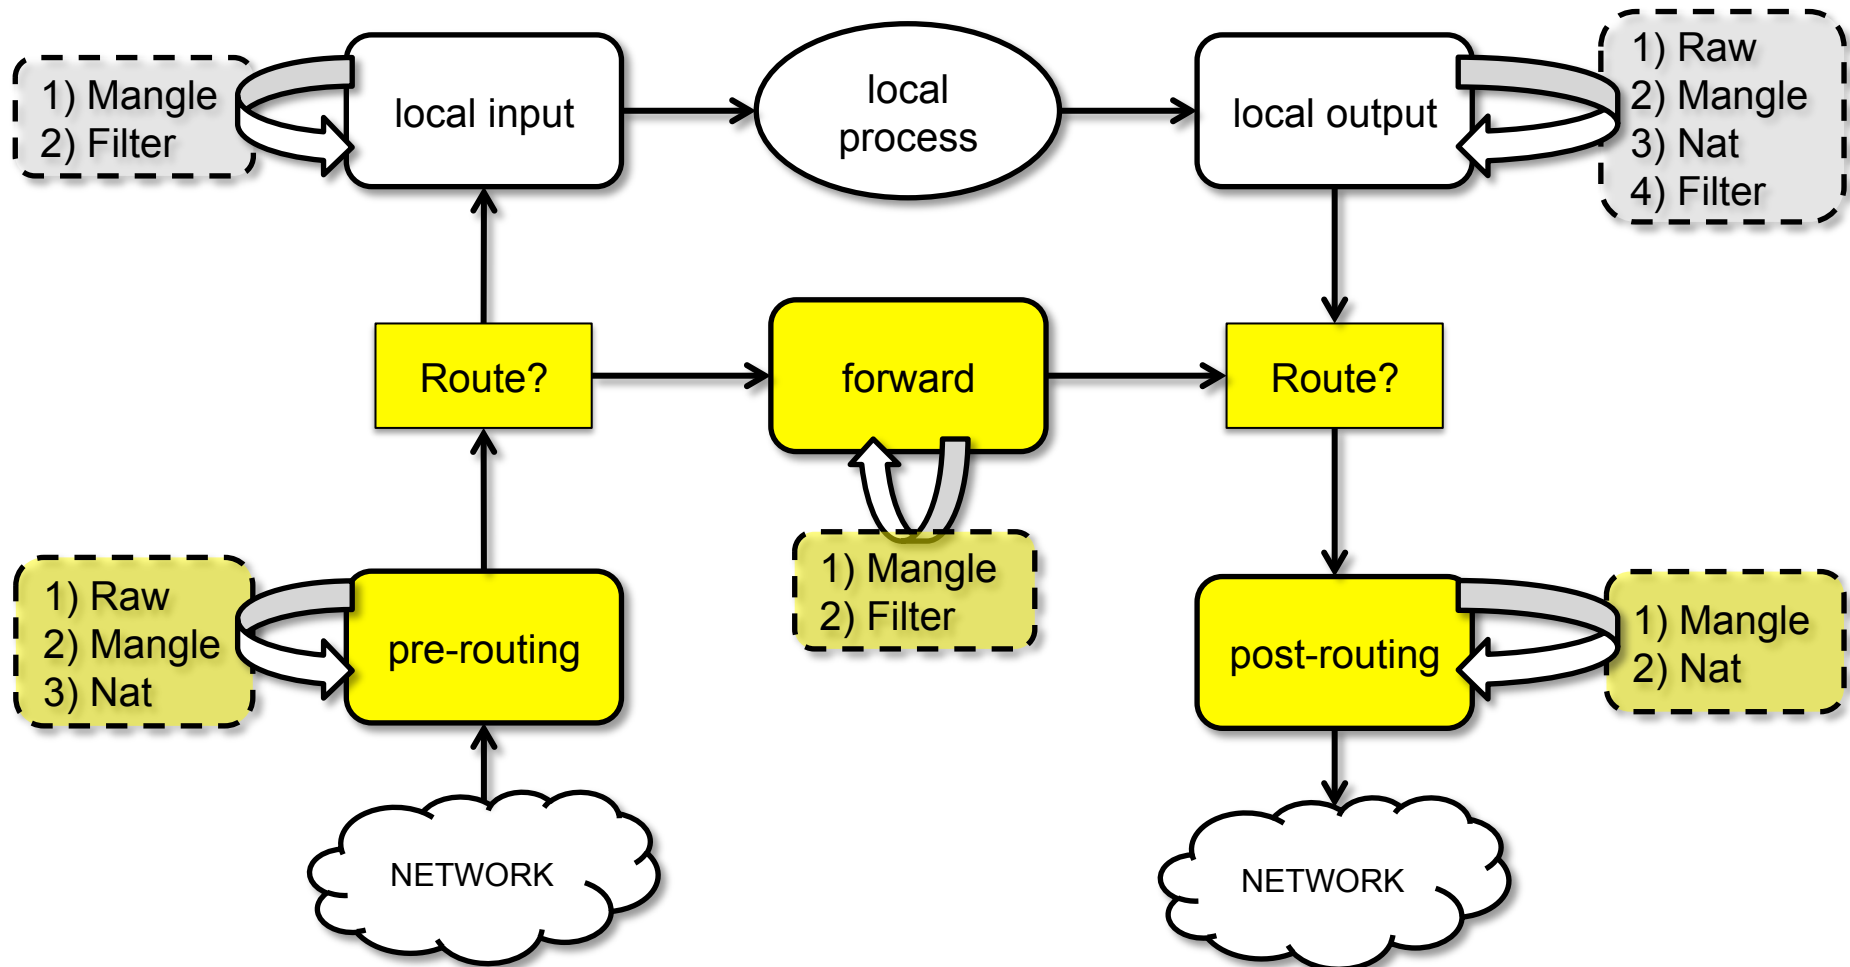 1) Mangle
2) Filter
local input
local
process
local output
1) Raw
2) Mangle
3) Nat
4) Filter
Route?
forward
Route?
1) Mangle
2) Filter
1) Raw
2) Mangle
3) Nat
pre-routing
post-routing
1) Mangle
2) Nat
NETWORK
NETWORK